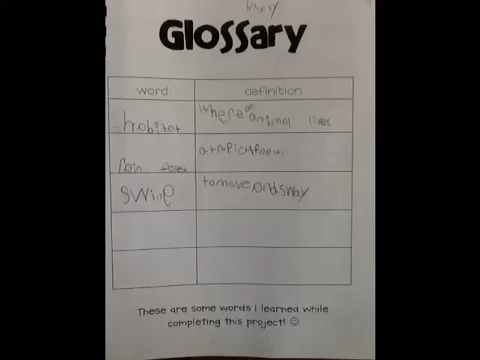 Glossary
word definition
habitat where an animal lives
Rain
swing to move and sway
These are some words I learned while
completing this project! ☺